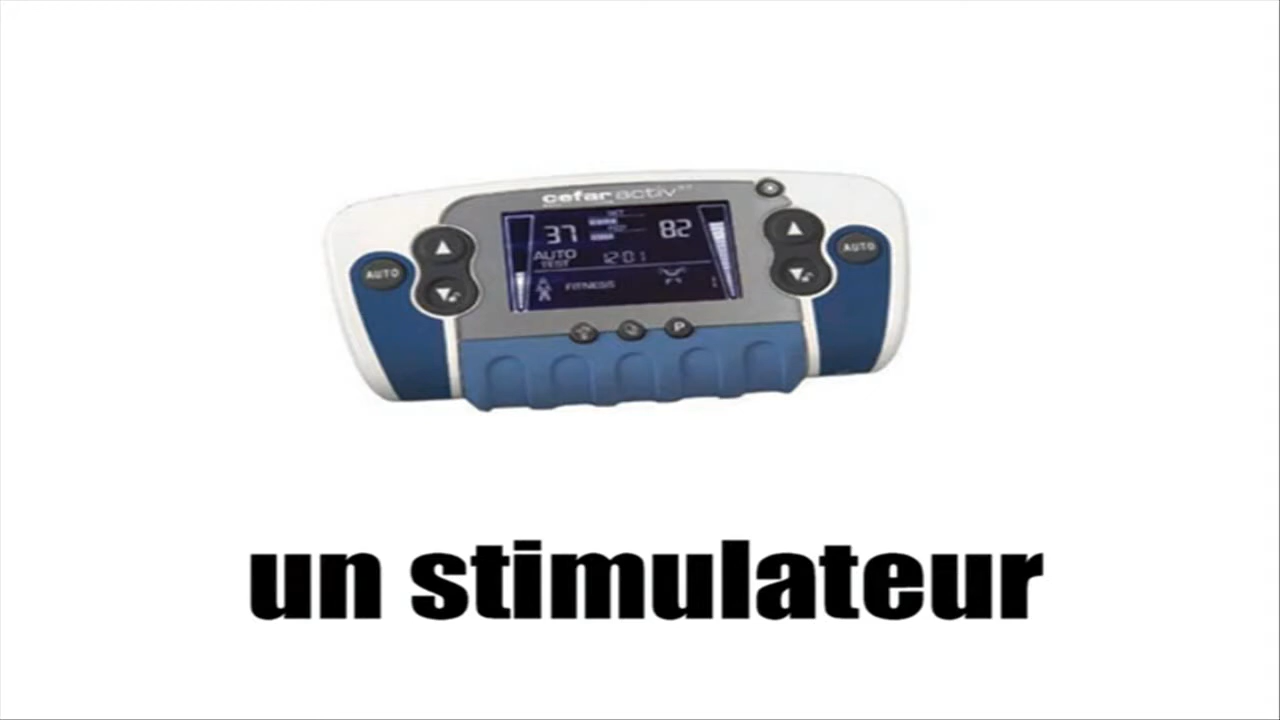 cefar activ
37 82
AUTO
TEST
12:01
FITNESS
AUTO
AUTO
P
un stimulateur